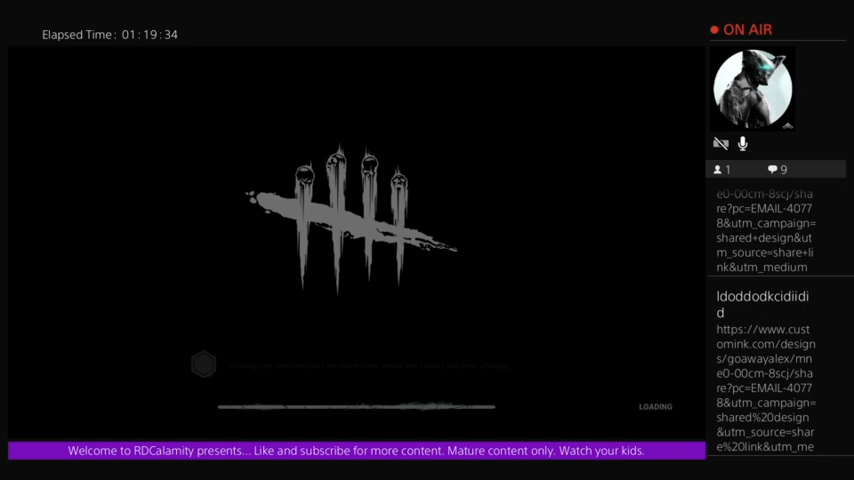 Elapsed Time: 01:19:34
ON AIR
1
9
e0-00cm-8scj/sha
re?pc=EMAIL-4077
8&utm_campaign=
shared+design&ut
m_source=share+li
nk&utm_medium
ldoddodkcidiidi
d
https://www.cust
omink.com/design
s/goawayalex/mn
e0-00cm-8scj/sha
re?pc=EMAIL-4077
8&utm_campaign=
shared%20design
&utm_source=shar
e%20link&utm_me
LOADING
Welcome to RDCalamity presents... Like and subscribe for more content. Mature content only. Watch your kids.